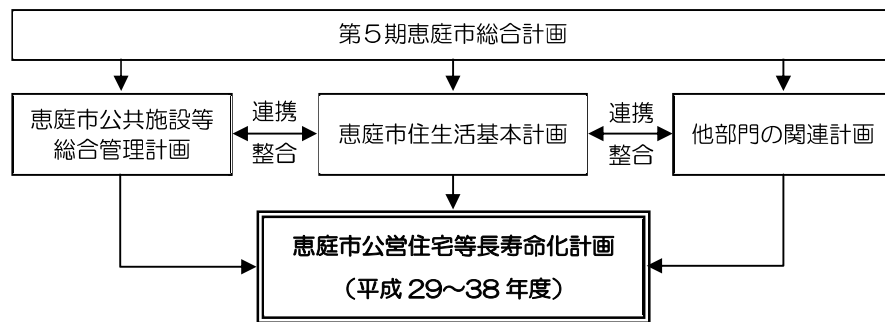 第５期恵庭市総合計画
恵庭市公共施設等
総合管理計画
連携
整合
恵庭市住生活基本計画
連携
整合
他部門の関連計画
恵庭市公営住宅等長寿命化計画
（平成 29～38 年度）